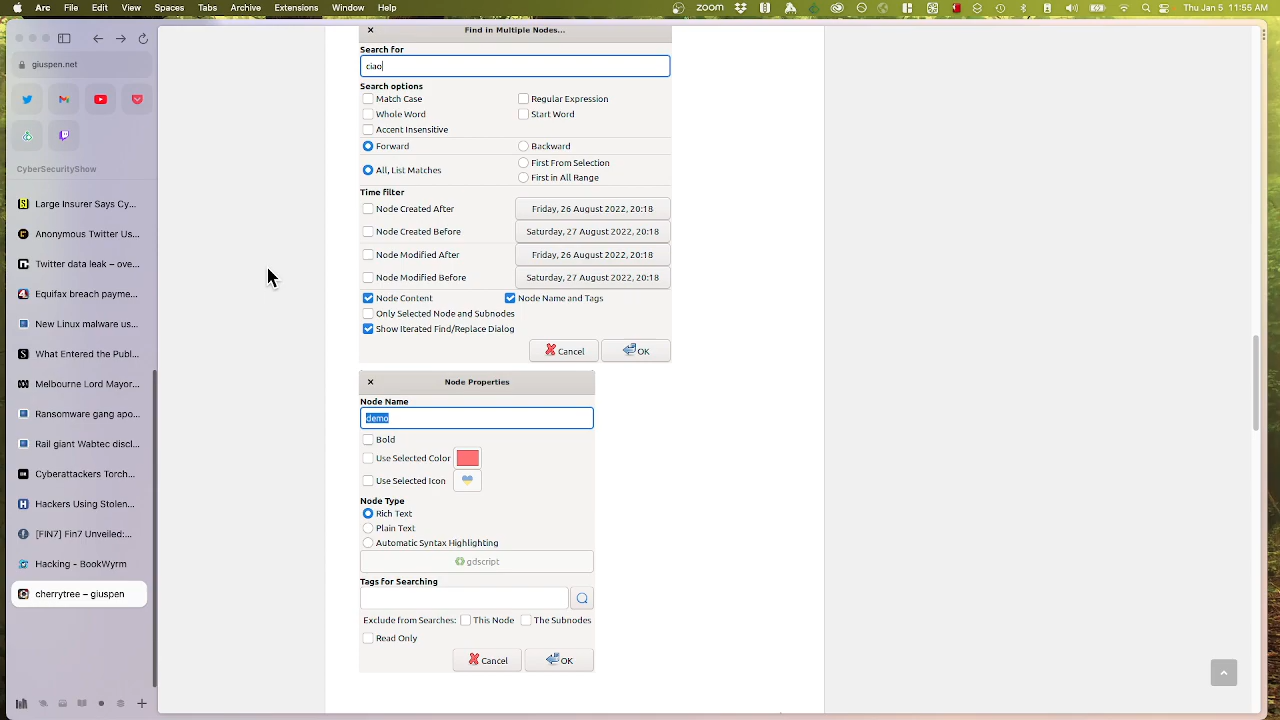 Arc File Edit View Spaces Tabs Archive Extensions Window Help
ZOOM
Thu Jan 5 11:55 AM
giuspen.net
CyberSecurityShow
Large Insurer Says Cy...
Anonymous Twitter Us...
Twitter data leak – ove...
Equifax breach payme...
New Linux malware us...
What Entered the Publ...
Melbourne Lord Mayor...
Ransomware gang apo...
Rail giant Wabtec discl...
Cyberattackers Torch...
Hackers Using Stolen...
[FIN7] Fin7 Unveiled:...
Hacking – BookWyrm
cherrytree – giuspen
Find in Multiple Nodes...
Search for
ciao
Search options
Match Case Regular Expression
Whole Word Start Word
Accent Insensitive
Forward Backward
All, List Matches First From Selection
First in All Range
Time filter
Node Created After Friday, 26 August 2022, 20:18
Node Created Before Saturday, 27 August 2022, 20:18
Node Modified After Friday, 26 August 2022, 20:18
Node Modified Before Saturday, 27 August 2022, 20:18
Node Content Node Name and Tags
Only Selected Node and Subnodes
Show Iterated Find/Replace Dialog
Cancel OK
Node Properties
Node Name
demo
Bold
Use Selected Color
Use Selected Icon
Node Type
Rich Text
Plain Text
Automatic Syntax Highlighting
gdscript
Tags for Searching
Exclude from Searches: This Node The Subnodes
Read Only
Cancel OK